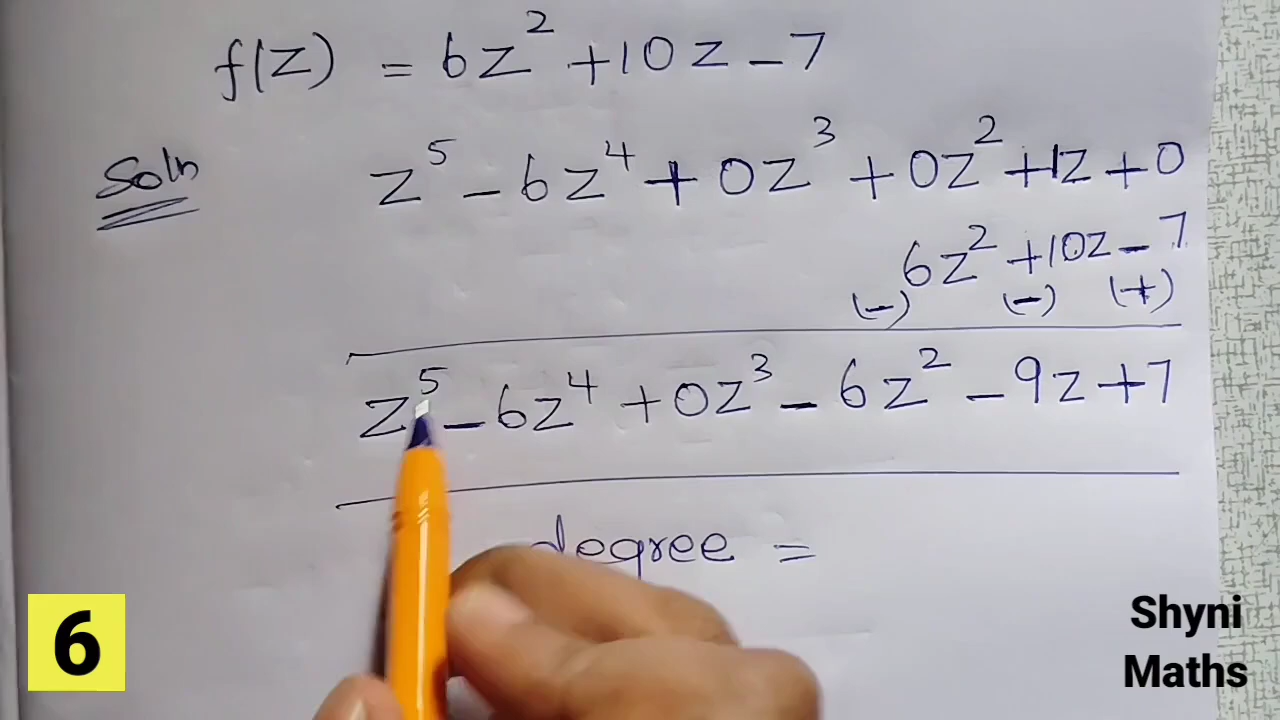 f(z) = 6z² + 10z - 7
Soln
z⁵ - 6z⁴ + 0z³ + 0z² + 1z + 0
6z² + 10z - 7
(-) (-) (+)
z⁵ - 6z⁴ + 0z³ - 6z² - 9z + 7
degree =
6
Shyni
Maths